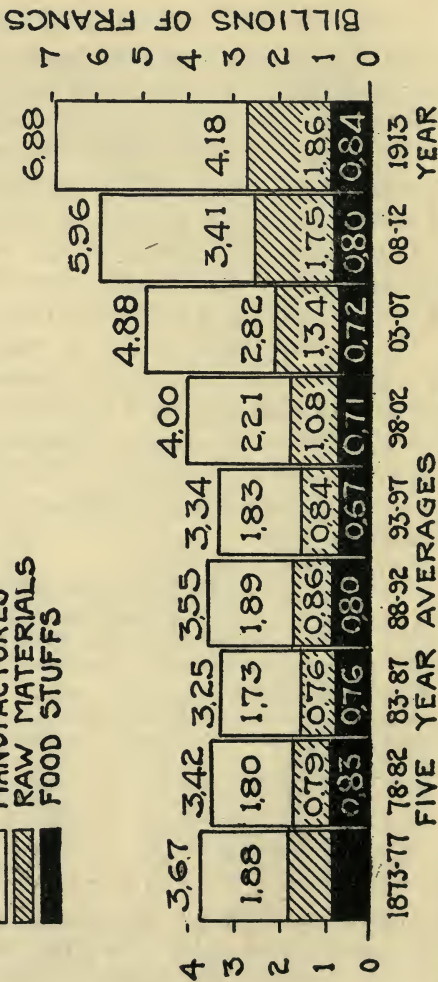 MANUFACTURES
RAW MATERIALS
FOOD STUFFS
BILLIONS OF FRANCS
7
6
5
4
3
2
1
0
4
3
2
1
0
3.67 3.42 3.25 3.55 3.34 4.00 4.88 5.96 6.88
1.88 1.80 1.73 1.89 1.83 2.21 2.82 3.41 4.18
0.79 0.76 0.86 0.84 1.08 1.34 1.75 1.86
0.83 0.76 0.80 0.67 0.71 0.72 0.80 0.84
1873-77 78-82 83-87 88-92 93-97 98-02 03-07 08-12 1913
FIVE YEAR AVERAGES YEAR